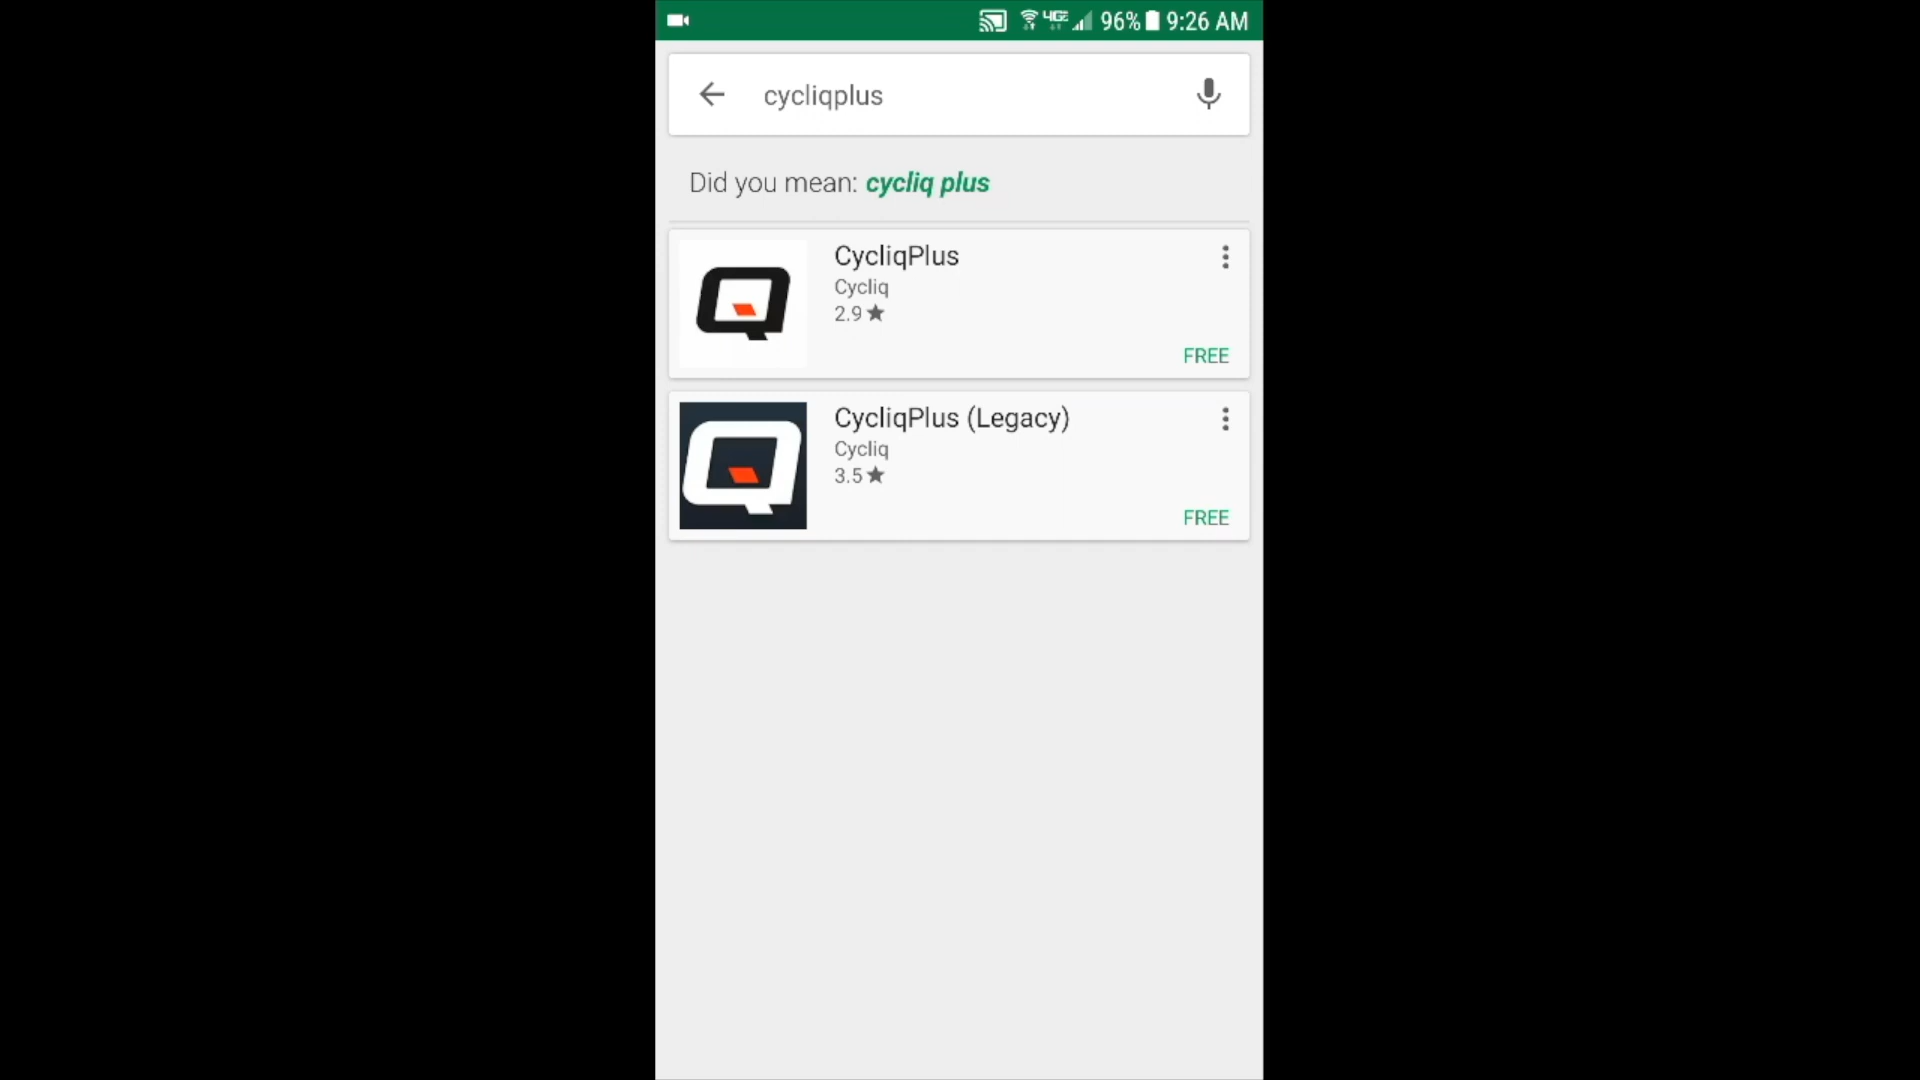 4GE 96% 9:26 AM
cycliqplus
Did you mean: cycliq plus
CycliqPlus
Cycliq
2.9★
FREE
CycliqPlus (Legacy)
Cycliq
3.5★
FREE